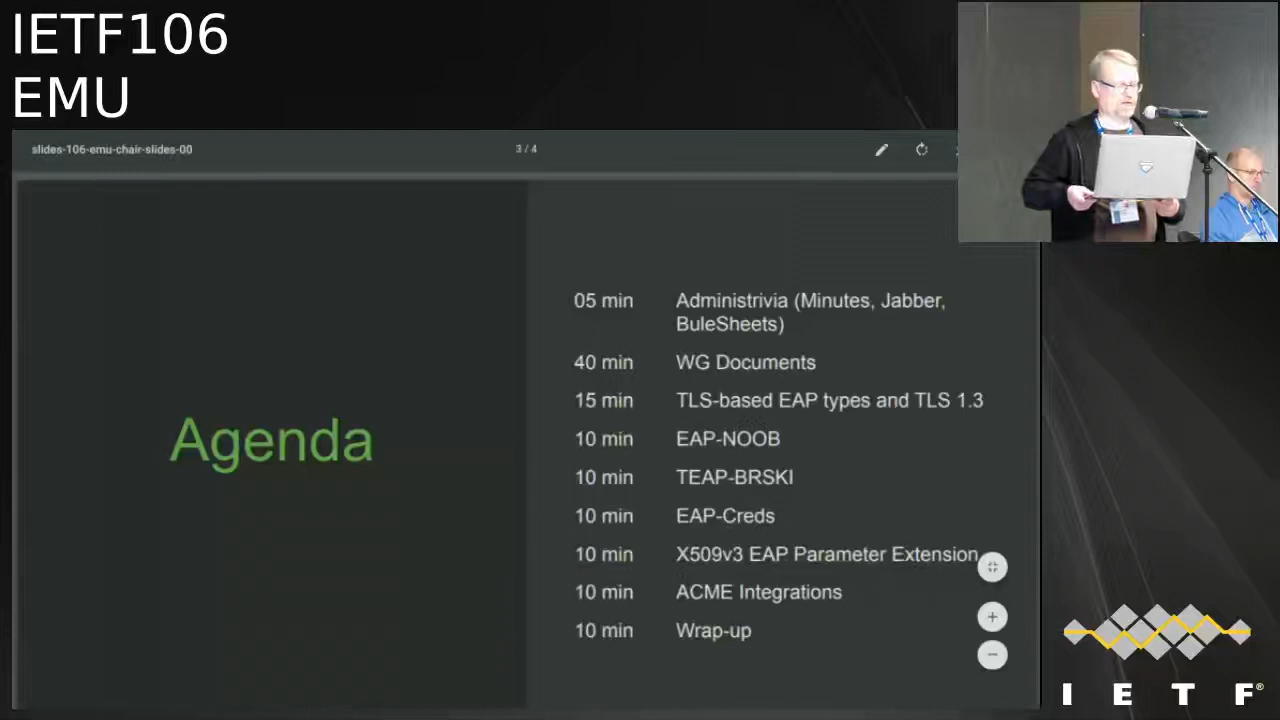 IETF106
EMU
slides-106-emu-chair-slides-00
3 / 4
Agenda
05 min Administrivia (Minutes, Jabber,
BuleSheets)
40 min WG Documents
15 min TLS-based EAP types and TLS 1.3
10 min EAP-NOOB
10 min TEAP-BRSKI
10 min EAP-Creds
10 min X509v3 EAP Parameter Extension
10 min ACME Integrations
10 min Wrap-up
I E T F®